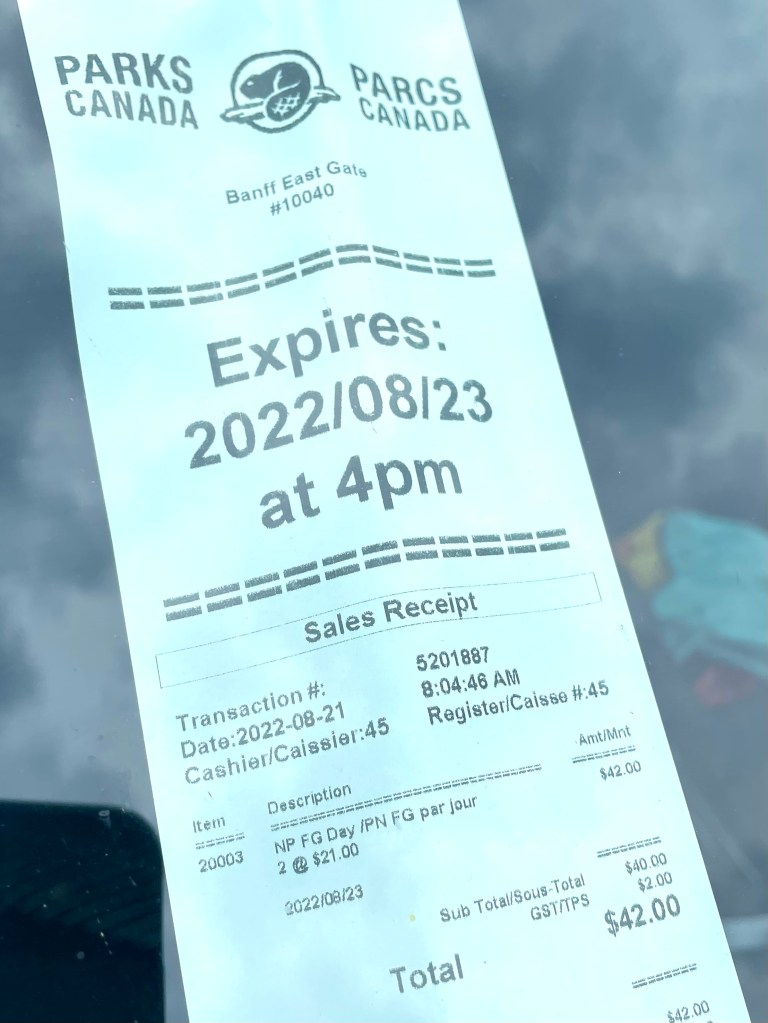 PARKS CANADA PARCS CANADA
Banff East Gate
#10040
Expires:
2022/08/23
at 4pm
Sales Receipt
Transaction #: 5201887
Date:2022-08-21 8:04:46 AM
Cashier/Caissier:45 Register/Caisse #:45
Item Description Amt/Mnt
20003 NP FG Day /PN FG par jour $42.00
2 @ $21.00
2022/08/23
Sub Total/Sous-Total $40.00
GST/TPS $2.00
Total $42.00
$42.00